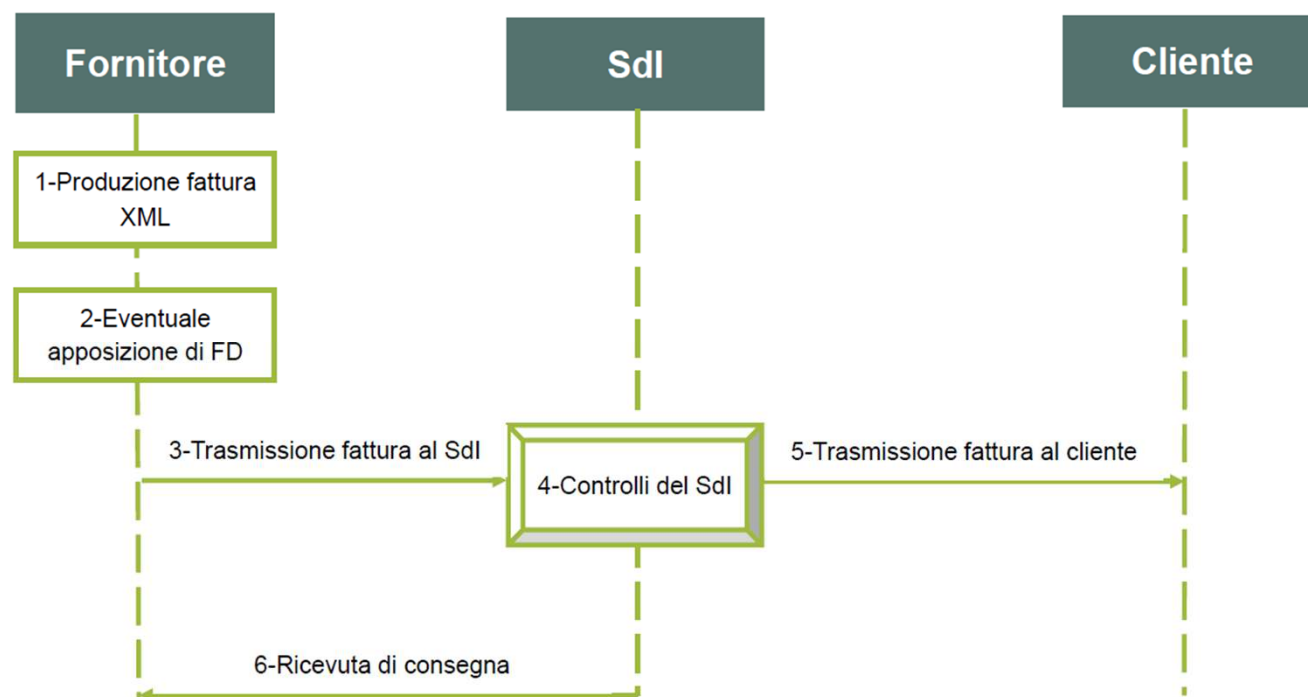 Fornitore
SdI
Cliente
1-Produzione fattura
XML
2-Eventuale
apposizione di FD
3-Trasmissione fattura al SdI
4-Controlli del SdI
5-Trasmissione fattura al cliente
6-Ricevuta di consegna